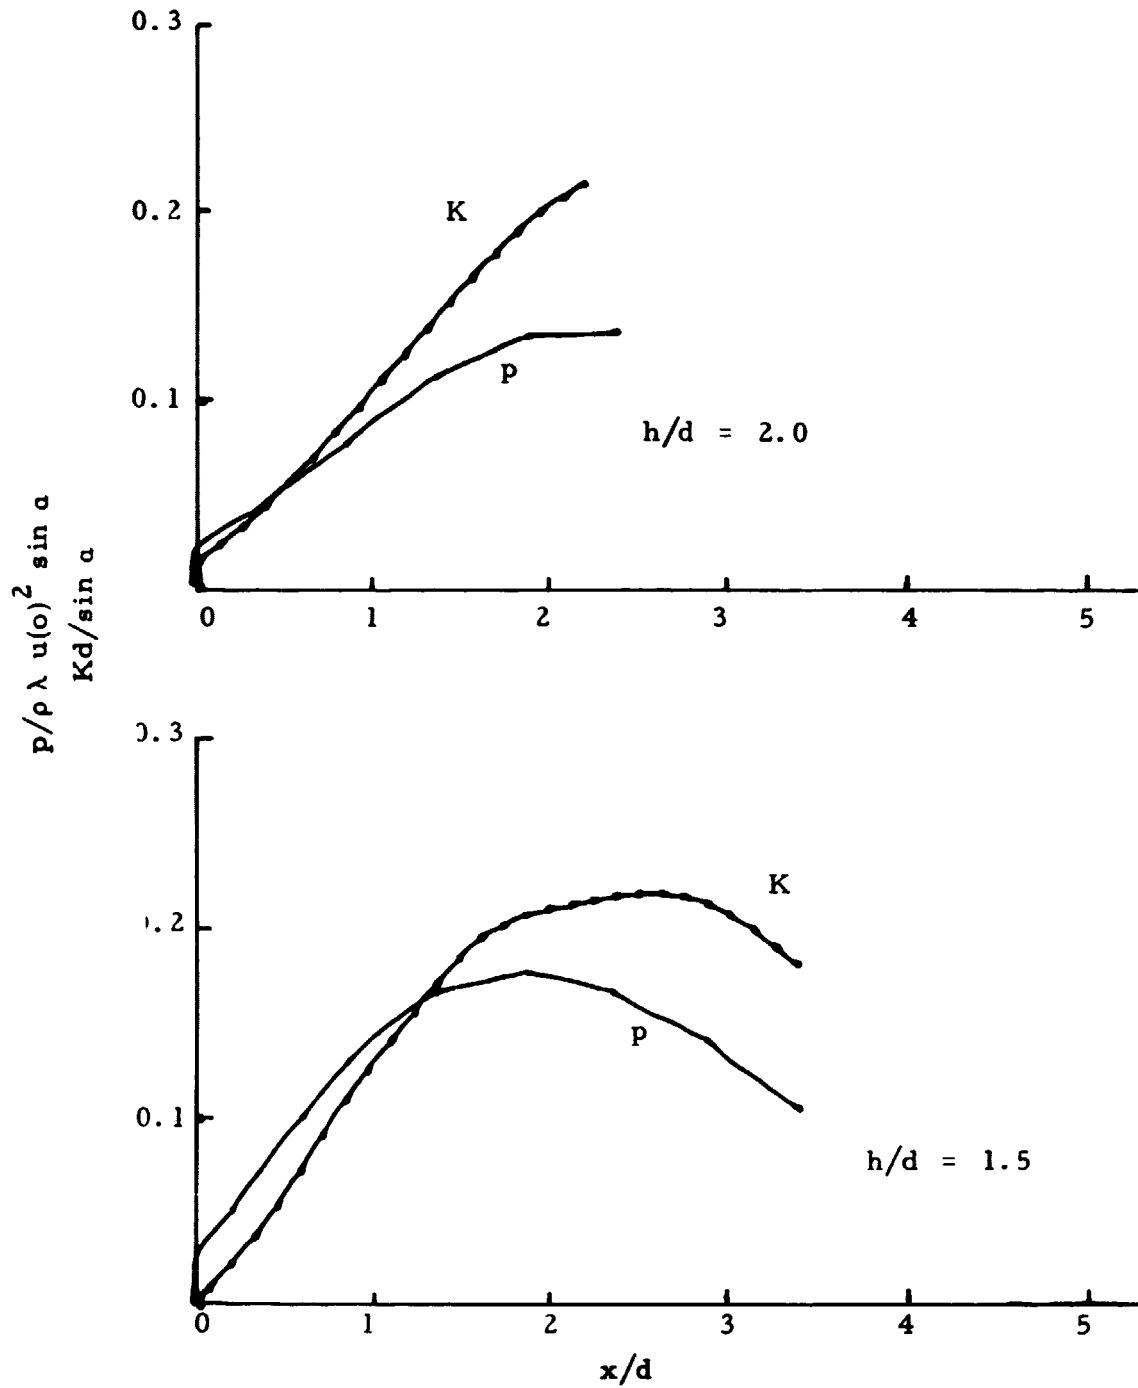 0.3
0.2
K
0.1
p
h/d = 2.0
0 1 2 3 4 5
p/ρ λ u(o)² sin α
Kd/sin α
0.3
K
.2
p
0.1
h/d = 1.5
0 1 2 3 4 5
x/d